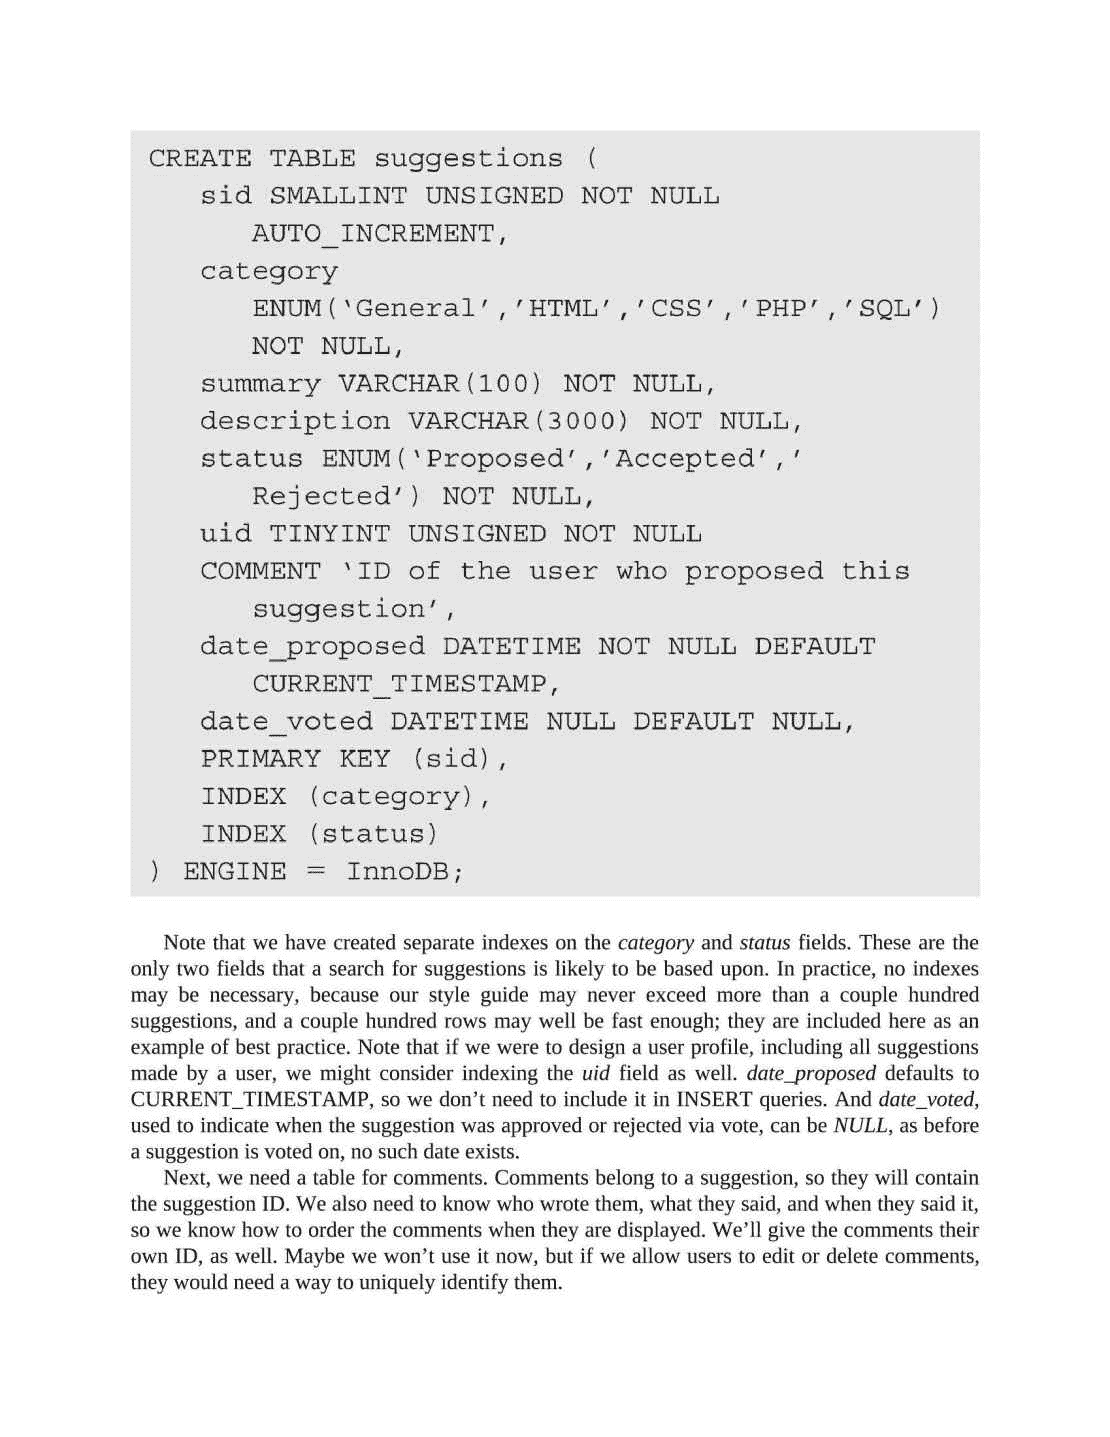 CREATE TABLE suggestions (
sid SMALLINT UNSIGNED NOT NULL
AUTO_INCREMENT,
category
ENUM(‘General’,’HTML’,’CSS’,’PHP’,’SQL’)
NOT NULL,
summary VARCHAR(100) NOT NULL,
description VARCHAR(3000) NOT NULL,
status ENUM(‘Proposed’,’Accepted’,’
Rejected’) NOT NULL,
uid TINYINT UNSIGNED NOT NULL
COMMENT ‘ID of the user who proposed this
suggestion’,
date_proposed DATETIME NOT NULL DEFAULT
CURRENT_TIMESTAMP,
date_voted DATETIME NULL DEFAULT NULL,
PRIMARY KEY (sid),
INDEX (category),
INDEX (status)
) ENGINE = InnoDB;
Note that we have created separate indexes on the category and status fields. These are the
only two fields that a search for suggestions is likely to be based upon. In practice, no indexes
may be necessary, because our style guide may never exceed more than a couple hundred
suggestions, and a couple hundred rows may well be fast enough; they are included here as an
example of best practice. Note that if we were to design a user profile, including all suggestions
made by a user, we might consider indexing the uid field as well. date_proposed defaults to
CURRENT_TIMESTAMP, so we don’t need to include it in INSERT queries. And date_voted,
used to indicate when the suggestion was approved or rejected via vote, can be NULL, as before
a suggestion is voted on, no such date exists.
Next, we need a table for comments. Comments belong to a suggestion, so they will contain
the suggestion ID. We also need to know who wrote them, what they said, and when they said it,
so we know how to order the comments when they are displayed. We’ll give the comments their
own ID, as well. Maybe we won’t use it now, but if we allow users to edit or delete comments,
they would need a way to uniquely identify them.